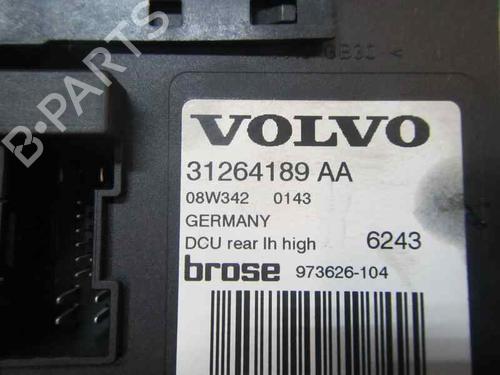 VOLVO
31264189 AA
08W342 0143
GERMANY
DCU rear lh high 6243
brose 973626-104
B-PARTS